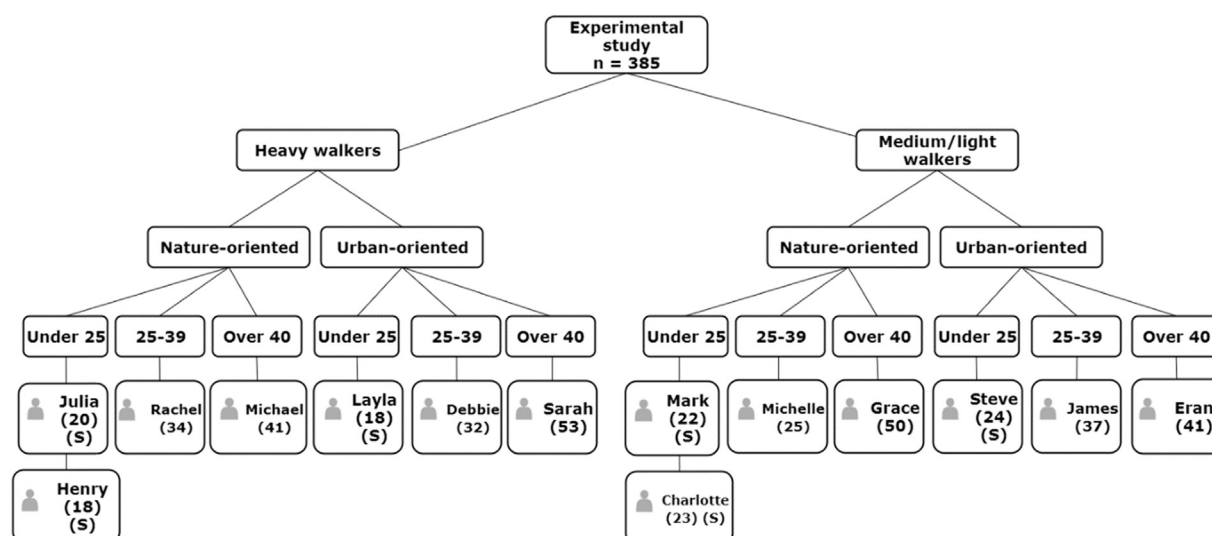 Experimental
study
n = 385
Heavy walkers
Medium/light
walkers
Nature-oriented
Urban-oriented
Nature-oriented
Urban-oriented
Under 25
25-39
Over 40
Under 25
25-39
Over 40
Under 25
25-39
Over 40
Under 25
25-39
Over 40
Julia
(20)
(S)
Rachel
(34)
Michael
(41)
Layla
(18)
(S)
Debbie
(32)
Sarah
(53)
Mark
(22)
(S)
Michelle
(25)
Grace
(50)
Steve
(24)
(S)
James
(37)
Eran
(41)
Henry
(18)
(S)
Charlotte
(23) (S)